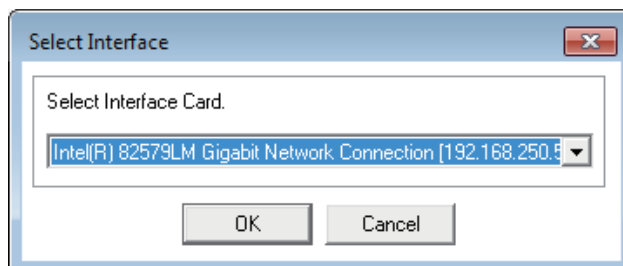 Select Interface
Select Interface Card.
Intel(R) 82579LM Gigabit Network Connection [192.168.250.5
OK
Cancel